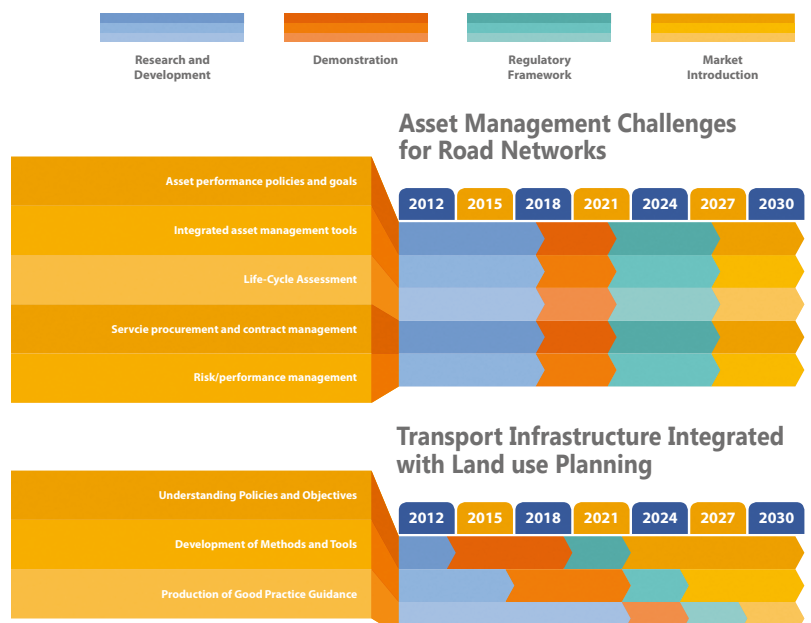 Research and
Development
Demonstration
Regulatory
Framework
Market
Introduction
Asset Management Challenges
for Road Networks
Asset performance policies and goals
2012 2015 2018 2021 2024 2027 2030
Integrated asset management tools
Life-Cycle Assessment
Servcie procurement and contract management
Risk/performance management
Transport Infrastructure Integrated
with Land use Planning
Understanding Policies and Objectives
2012 2015 2018 2021 2024 2027 2030
Development of Methods and Tools
Production of Good Practice Guidance